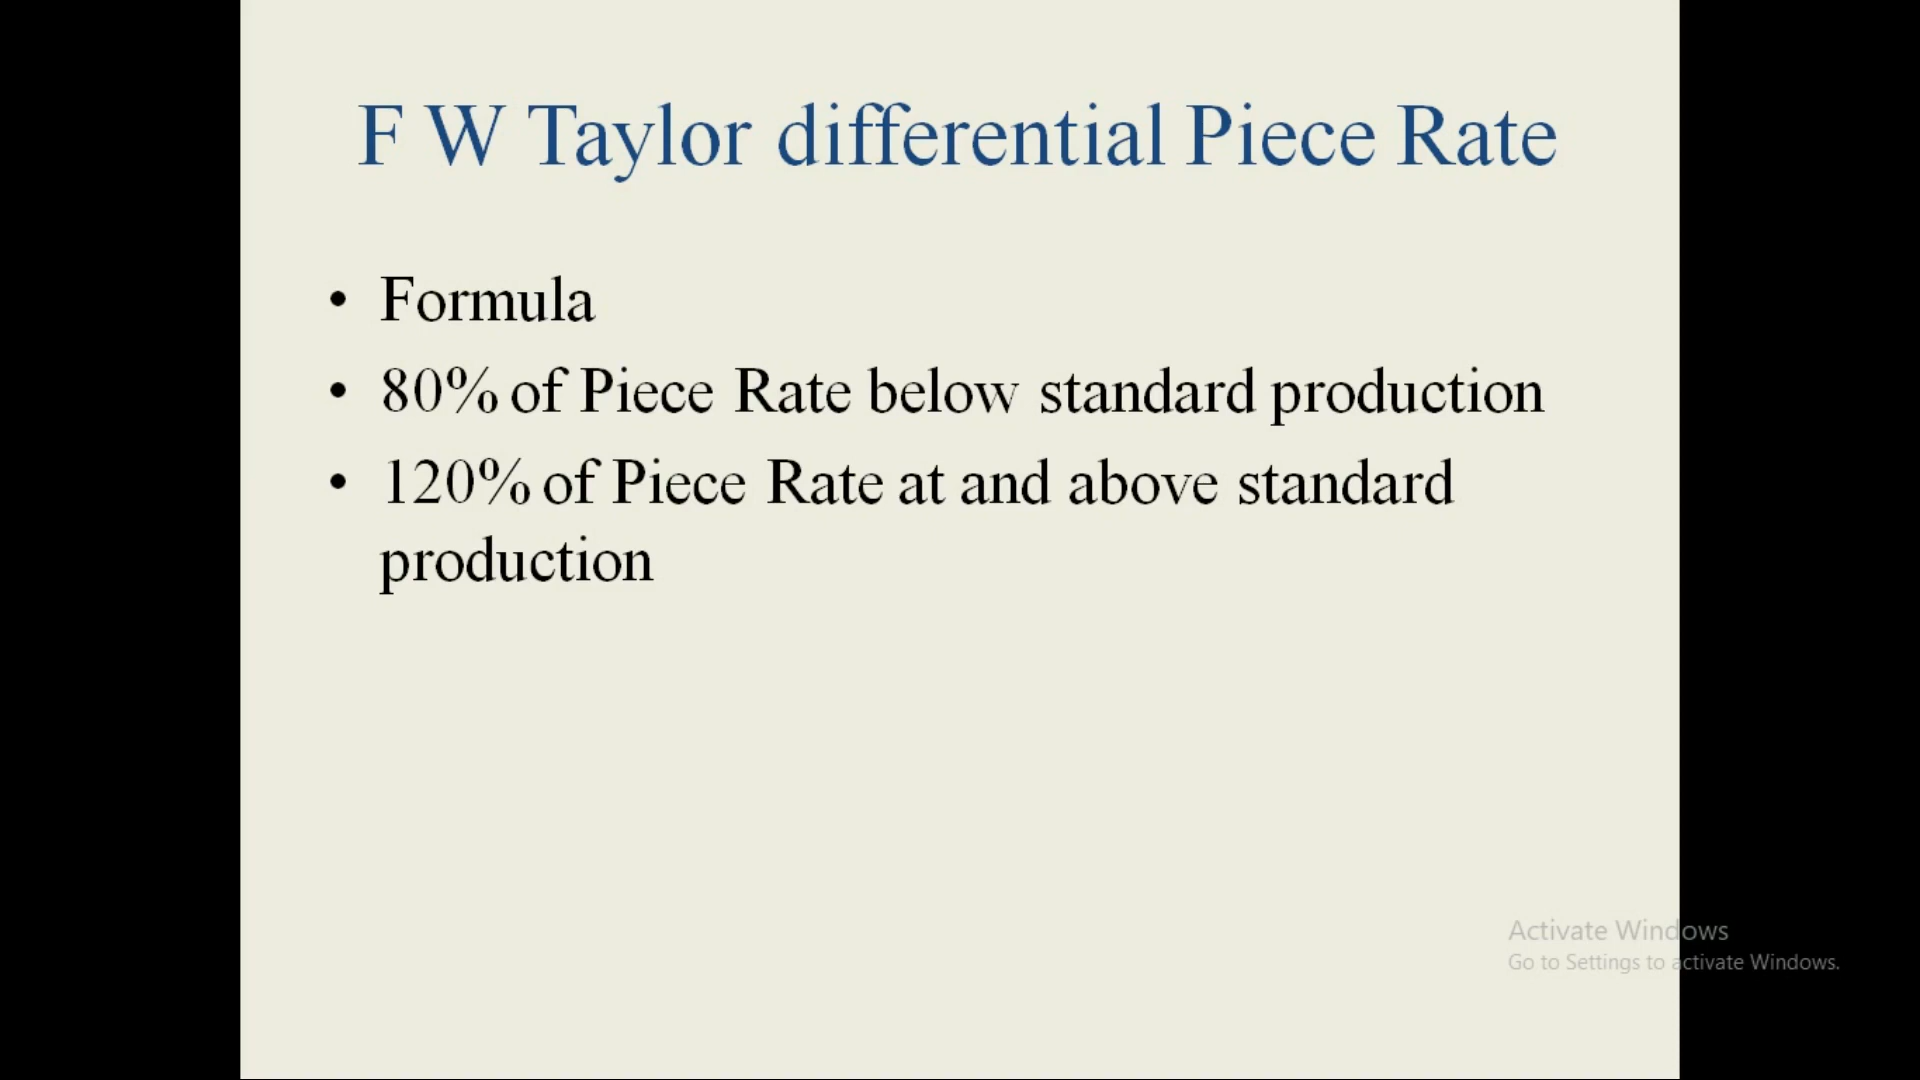 F W Taylor differential Piece Rate
• Formula
• 80% of Piece Rate below standard production
• 120% of Piece Rate at and above standard
production
Activate Windows
Go to Settings to activate Windows.